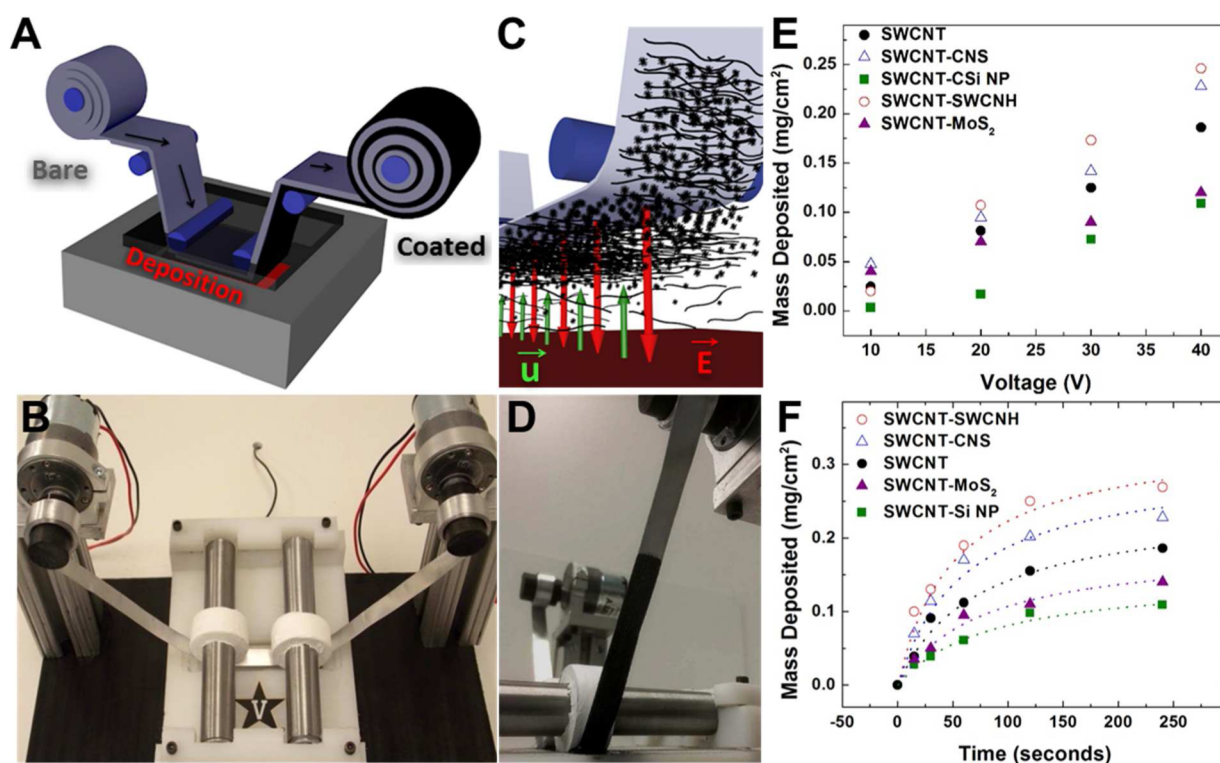 A
Bare
Deposition
Coated
B
V
C
u
E
D
E
SWCNT
SWCNT-CNS
SWCNT-CSi NP
SWCNT-SWCNH
SWCNT-MoS₂
Mass Deposited (mg/cm²)
0.25
0.20
0.15
0.10
0.05
0.00
10 15 20 25 30 35 40
Voltage (V)
F
SWCNT-SWCNH
SWCNT-CNS
SWCNT
SWCNT-MoS₂
SWCNT-Si NP
Mass Deposited (mg/cm²)
0.3
0.2
0.1
0.0
-50 0 50 100 150 200 250
Time (seconds)